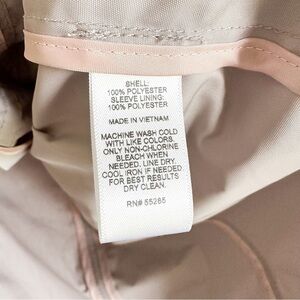 SHELL:
100% POLYESTER
SLEEVE LINING:
100% POLYESTER
MADE IN VIETNAM
MACHINE WASH COLD
WITH LIKE COLORS.
ONLY NON-CHLORINE
BLEACH WHEN
NEEDED. LINE DRY.
COOL IRON IF NEEDED
FOR BEST RESULTS
DRY CLEAN.
RN# 55285